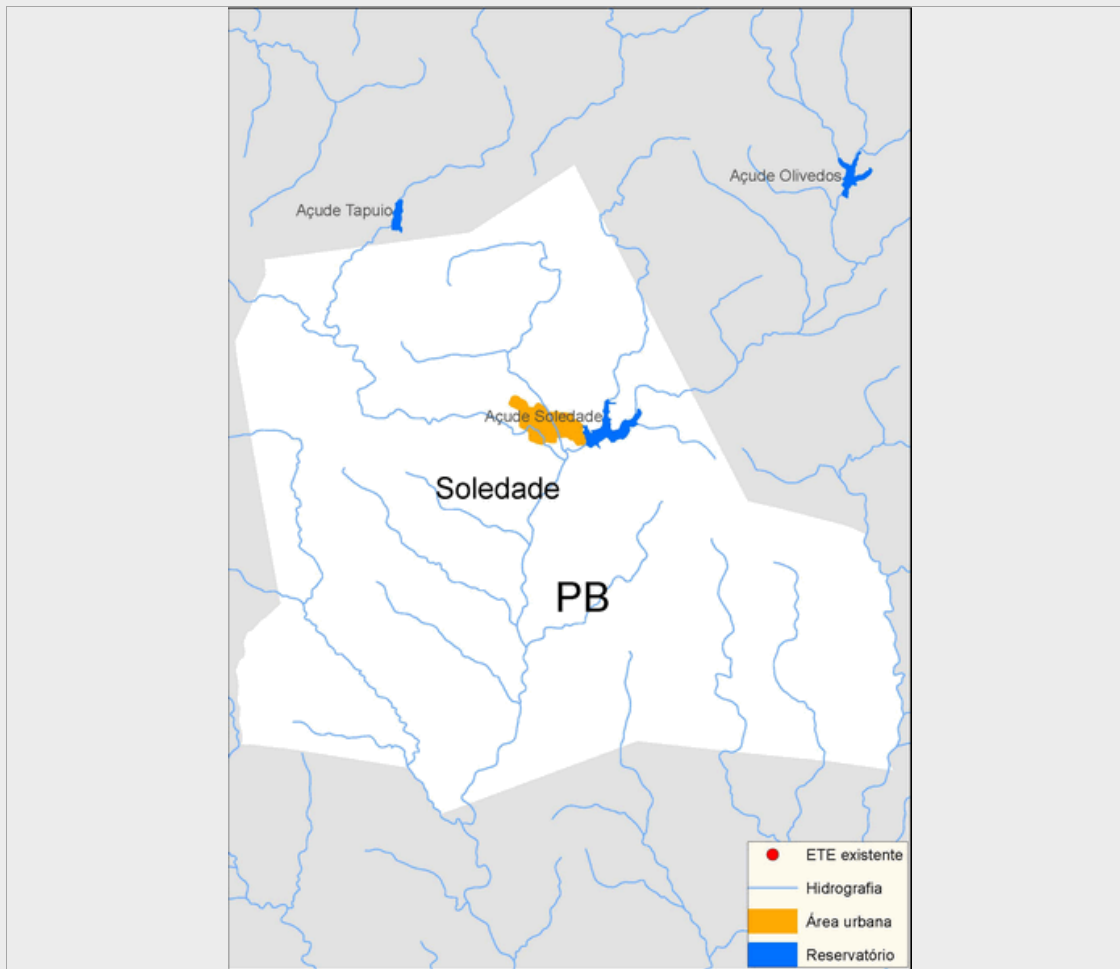 Açude Olivedos
Açude Tapuio
Açude Soledade
Soledade
PB
ETE existente
Hidrografia
Área urbana
Reservatório